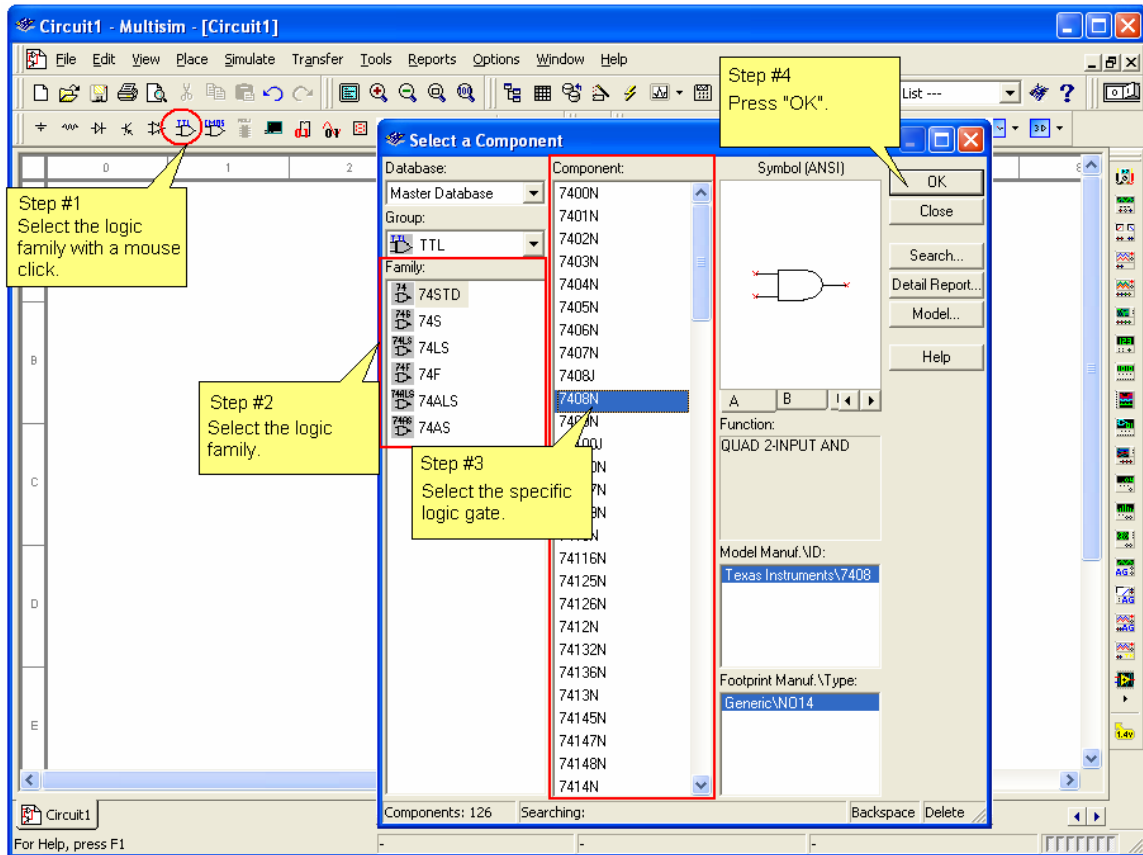 Circuit1 - Multisim - [Circuit1]
File Edit View Place Simulate Transfer Tools Reports Options Window Help
List ---
Step #4
Press "OK".
Step #1
Select the logic
family with a mouse
click.
0 1 2
B
C
D
E
Select a Component
Database:
Master Database
Group:
TTL
Family:
74STD
74S
74LS
74F
74ALS
74AS
Step #2
Select the logic
family.
Component:
7400N
7401N
7402N
7403N
7404N
7405N
7406N
7407N
7408J
7408N
Step #3
Select the specific
logic gate.
74116N
74125N
74126N
7412N
74132N
74136N
7413N
74145N
74147N
74148N
7414N
Symbol (ANSI)
A B
Function:
QUAD 2-INPUT AND
Model Manuf.\ID:
Texas Instruments\7408
Footprint Manuf.\Type:
Generic\NO14
OK
Close
Search...
Detail Report...
Model...
Help
Components: 126 Searching: Backspace Delete
Circuit1
For Help, press F1